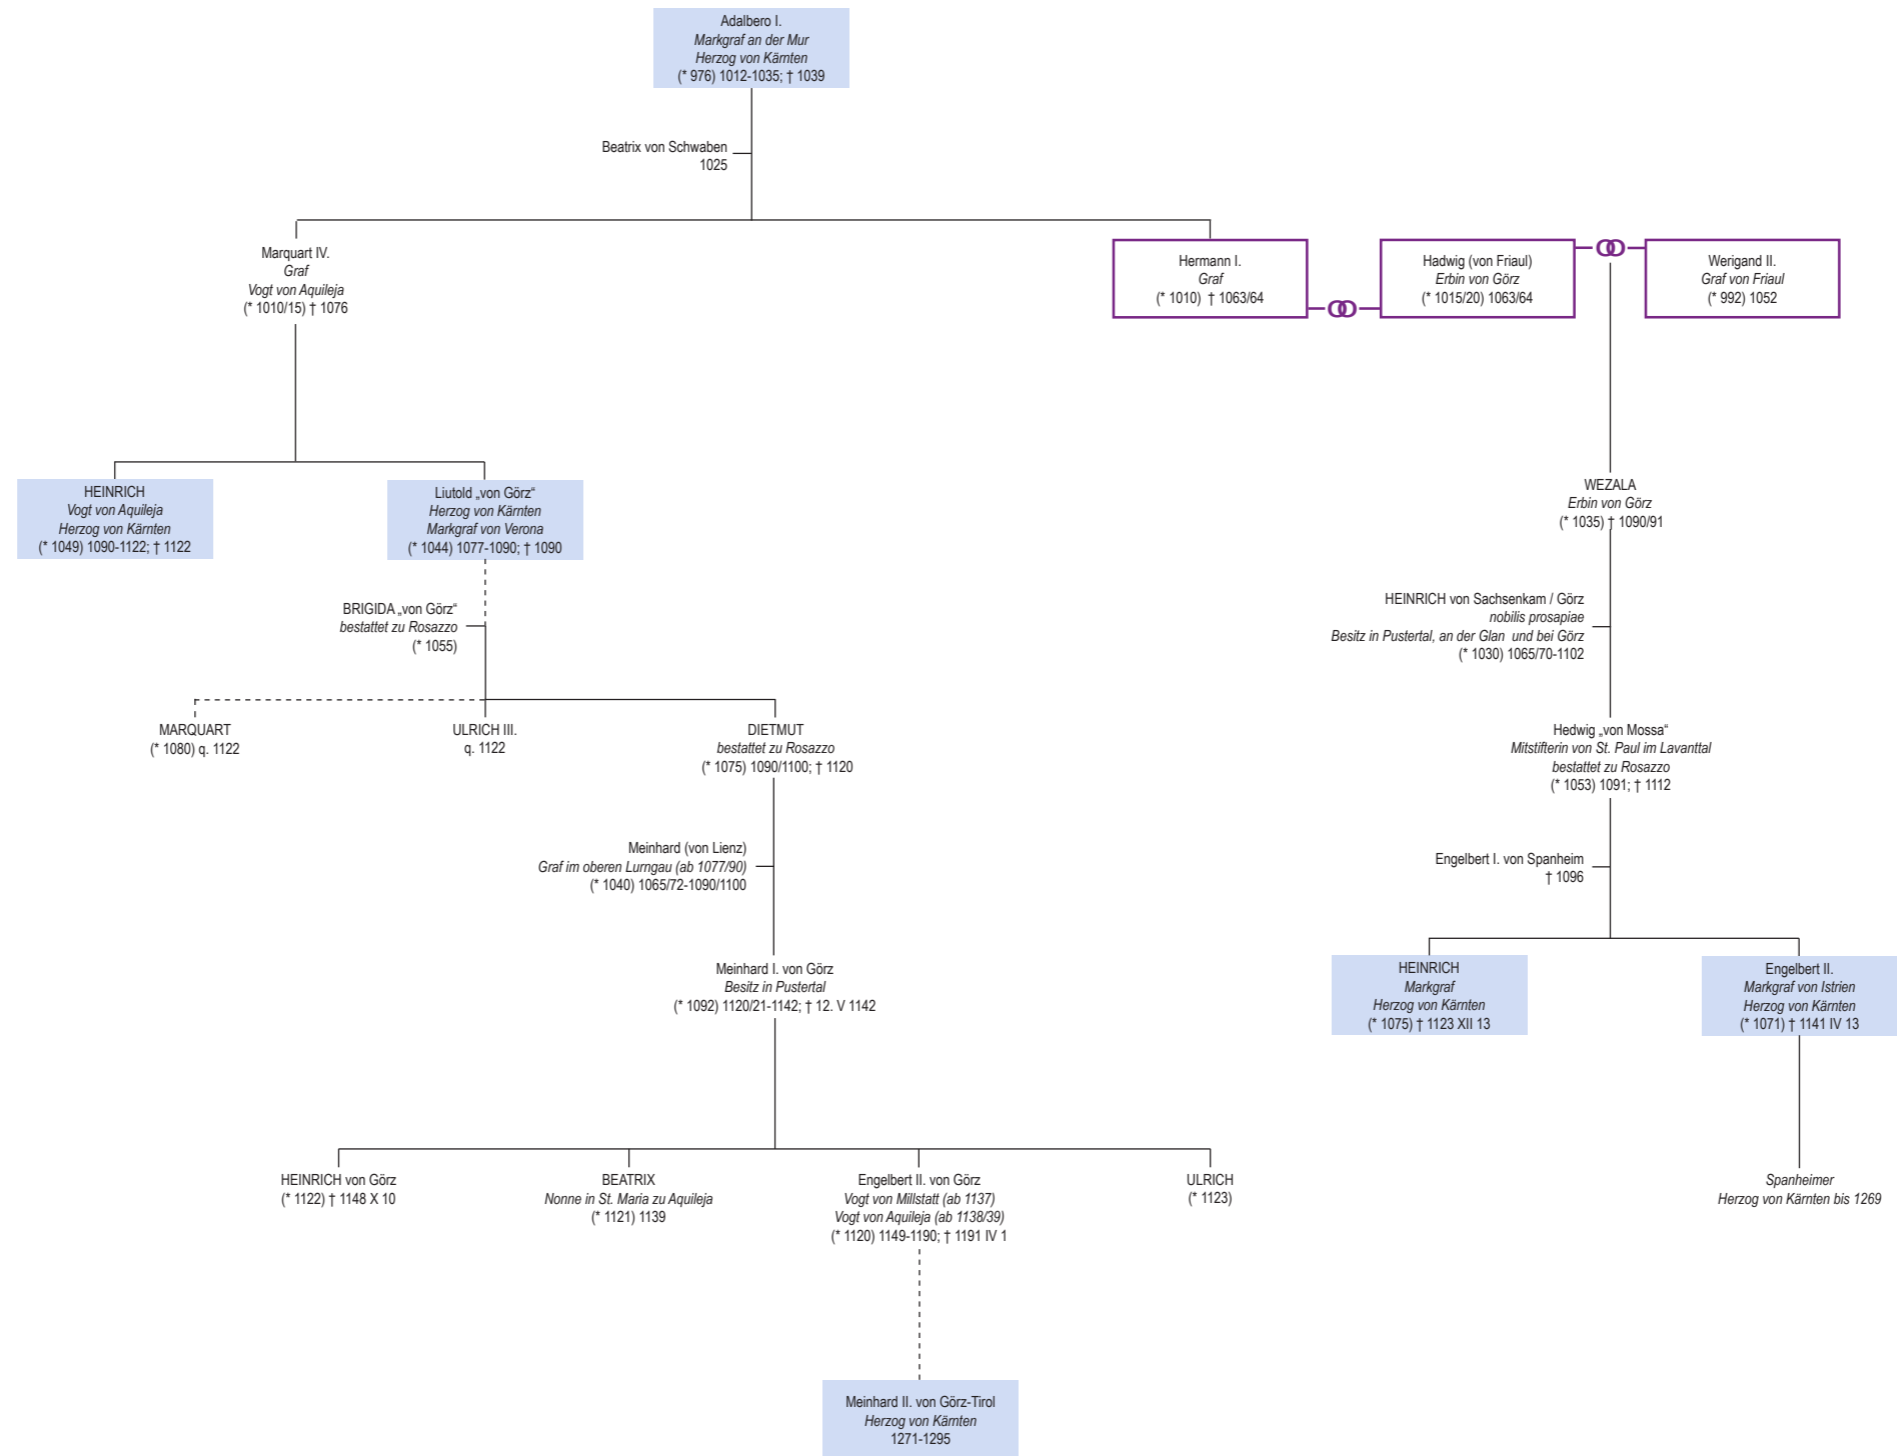 Adalbero I.
Markgraf an der Mur
Herzog von Kärnten
(* 976) 1012-1035; † 1039
Beatrix von Schwaben
1025
Marquart IV.
Graf
Vogt von Aquileja
(* 1010/15) † 1076
Hermann I.
Graf
(* 1010) † 1063/64
Hadwig (von Friaul)
Erbin von Görz
(* 1015/20) 1063/64
Werigand II.
Graf von Friaul
(* 992) 1052
HEINRICH
Vogt von Aquileja
Herzog von Kärnten
(* 1049) 1090-1122; † 1122
Liutold „von Görz“
Herzog von Kärnten
Markgraf von Verona
(* 1044) 1077-1090; † 1090
WEZALA
Erbin von Görz
(* 1035) † 1090/91
BRIGIDA „von Görz“
bestattet zu Rosazzo
(* 1055)
HEINRICH von Sachsenkam / Görz
nobilis prosapiae
Besitz in Pustertal, an der Glan und bei Görz
(* 1030) 1065/70-1102
MARQUART
(* 1080) q. 1122
ULRICH III.
q. 1122
DIETMUT
bestattet zu Rosazzo
(* 1075) 1090/1100; † 1120
Hedwig „von Mossa“
Mitstifterin von St. Paul im Lavanttal
bestattet zu Rosazzo
(* 1053) 1091; † 1112
Meinhard (von Lienz)
Graf im oberen Lurngau (ab 1077/90)
(* 1040) 1065/72-1090/1100
Engelbert I. von Spanheim
† 1096
Meinhard I. von Görz
Besitz in Pustertal
(* 1092) 1120/21-1142; † 12. V 1142
HEINRICH
Markgraf
Herzog von Kärnten
(* 1075) † 1123 XII 13
Engelbert II.
Markgraf von Istrien
Herzog von Kärnten
(* 1071) † 1141 IV 13
HEINRICH von Görz
(* 1122) † 1148 X 10
BEATRIX
Nonne in St. Maria zu Aquileja
(* 1121) 1139
Engelbert II. von Görz
Vogt von Millstatt (ab 1137)
Vogt von Aquileja (ab 1138/39)
(* 1120) 1149-1190; † 1191 IV 1
ULRICH
(* 1123)
Spanheimer
Herzog von Kärnten bis 1269
Meinhard II. von Görz-Tirol
Herzog von Kärnten
1271-1295